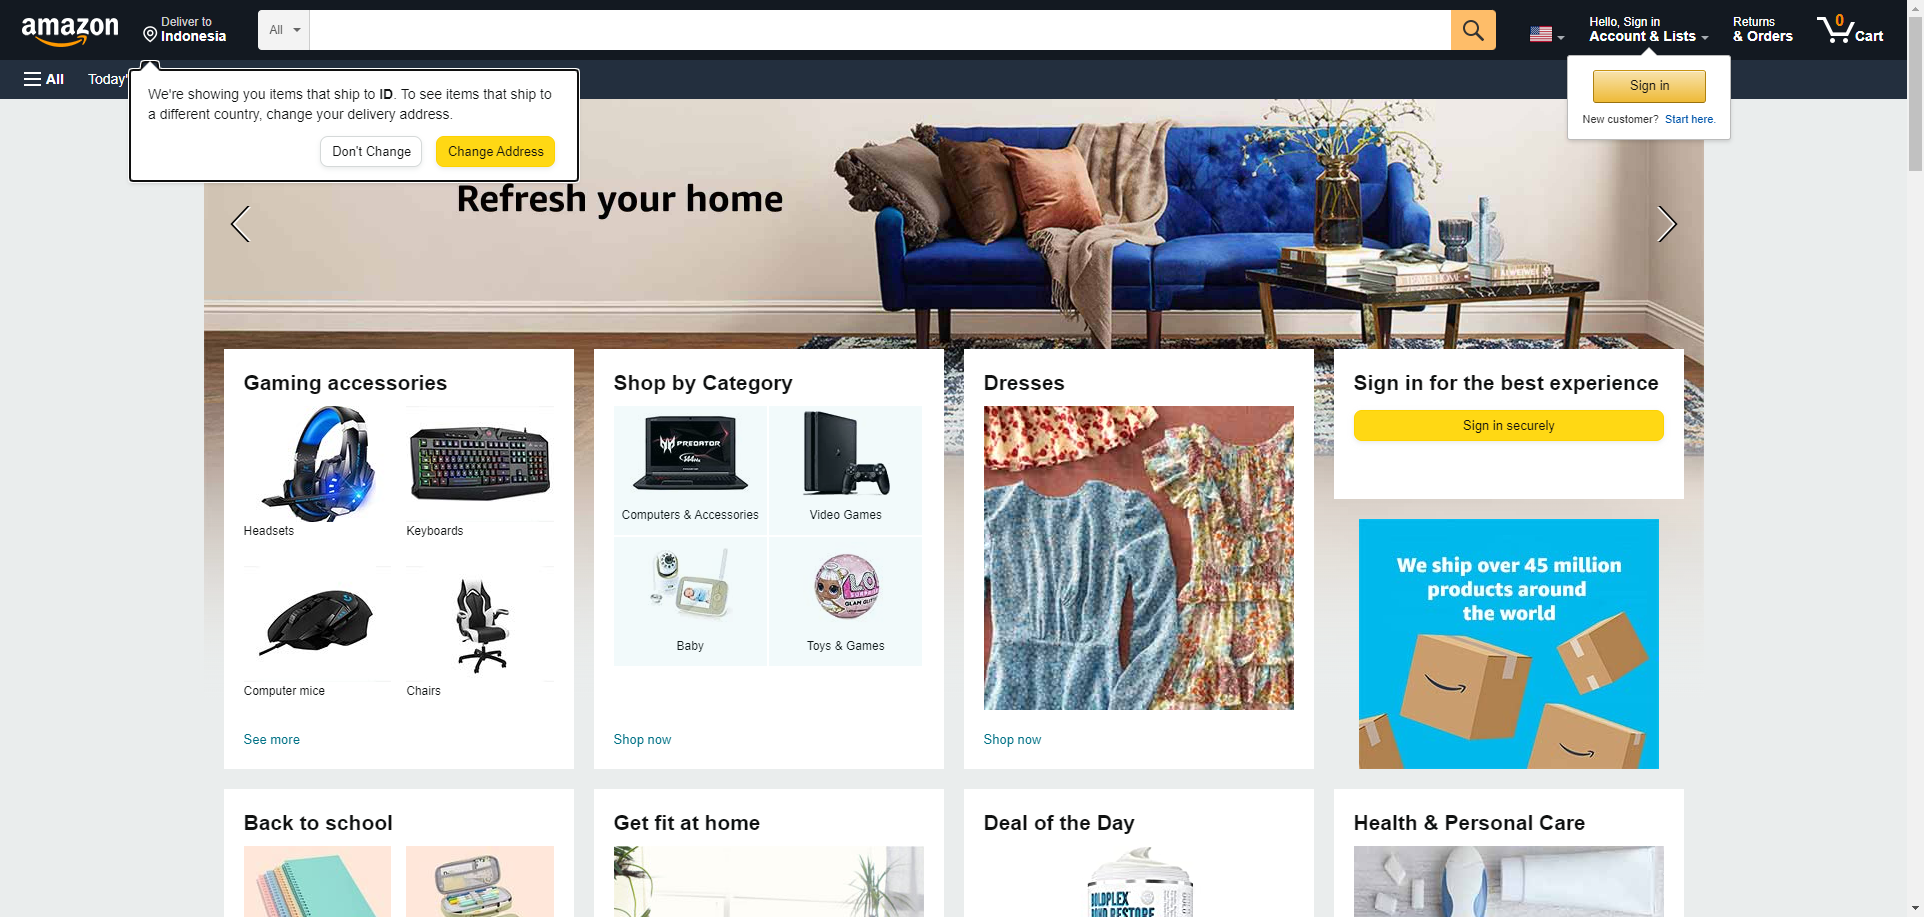 amazon
Deliver to
Indonesia
All
Hello, Sign in
Account & Lists
Returns
& Orders
0
Cart
All
Today'
Sign in
New customer? Start here.
We're showing you items that ship to ID. To see items that ship to
a different country, change your delivery address.
Don't Change
Change Address
Refresh your home
Gaming accessories
Headsets
Keyboards
Computer mice
Chairs
See more
Shop by Category
PREDATOR
144Hz
Computers & Accessories
Video Games
L.O.L.
SURPRISE!
GLAM GLITTER
Baby
Toys & Games
Shop now
Dresses
Shop now
Sign in for the best experience
Sign in securely
We ship over 45 million
products around
the world
Back to school
Get fit at home
Deal of the Day
Health & Personal Care